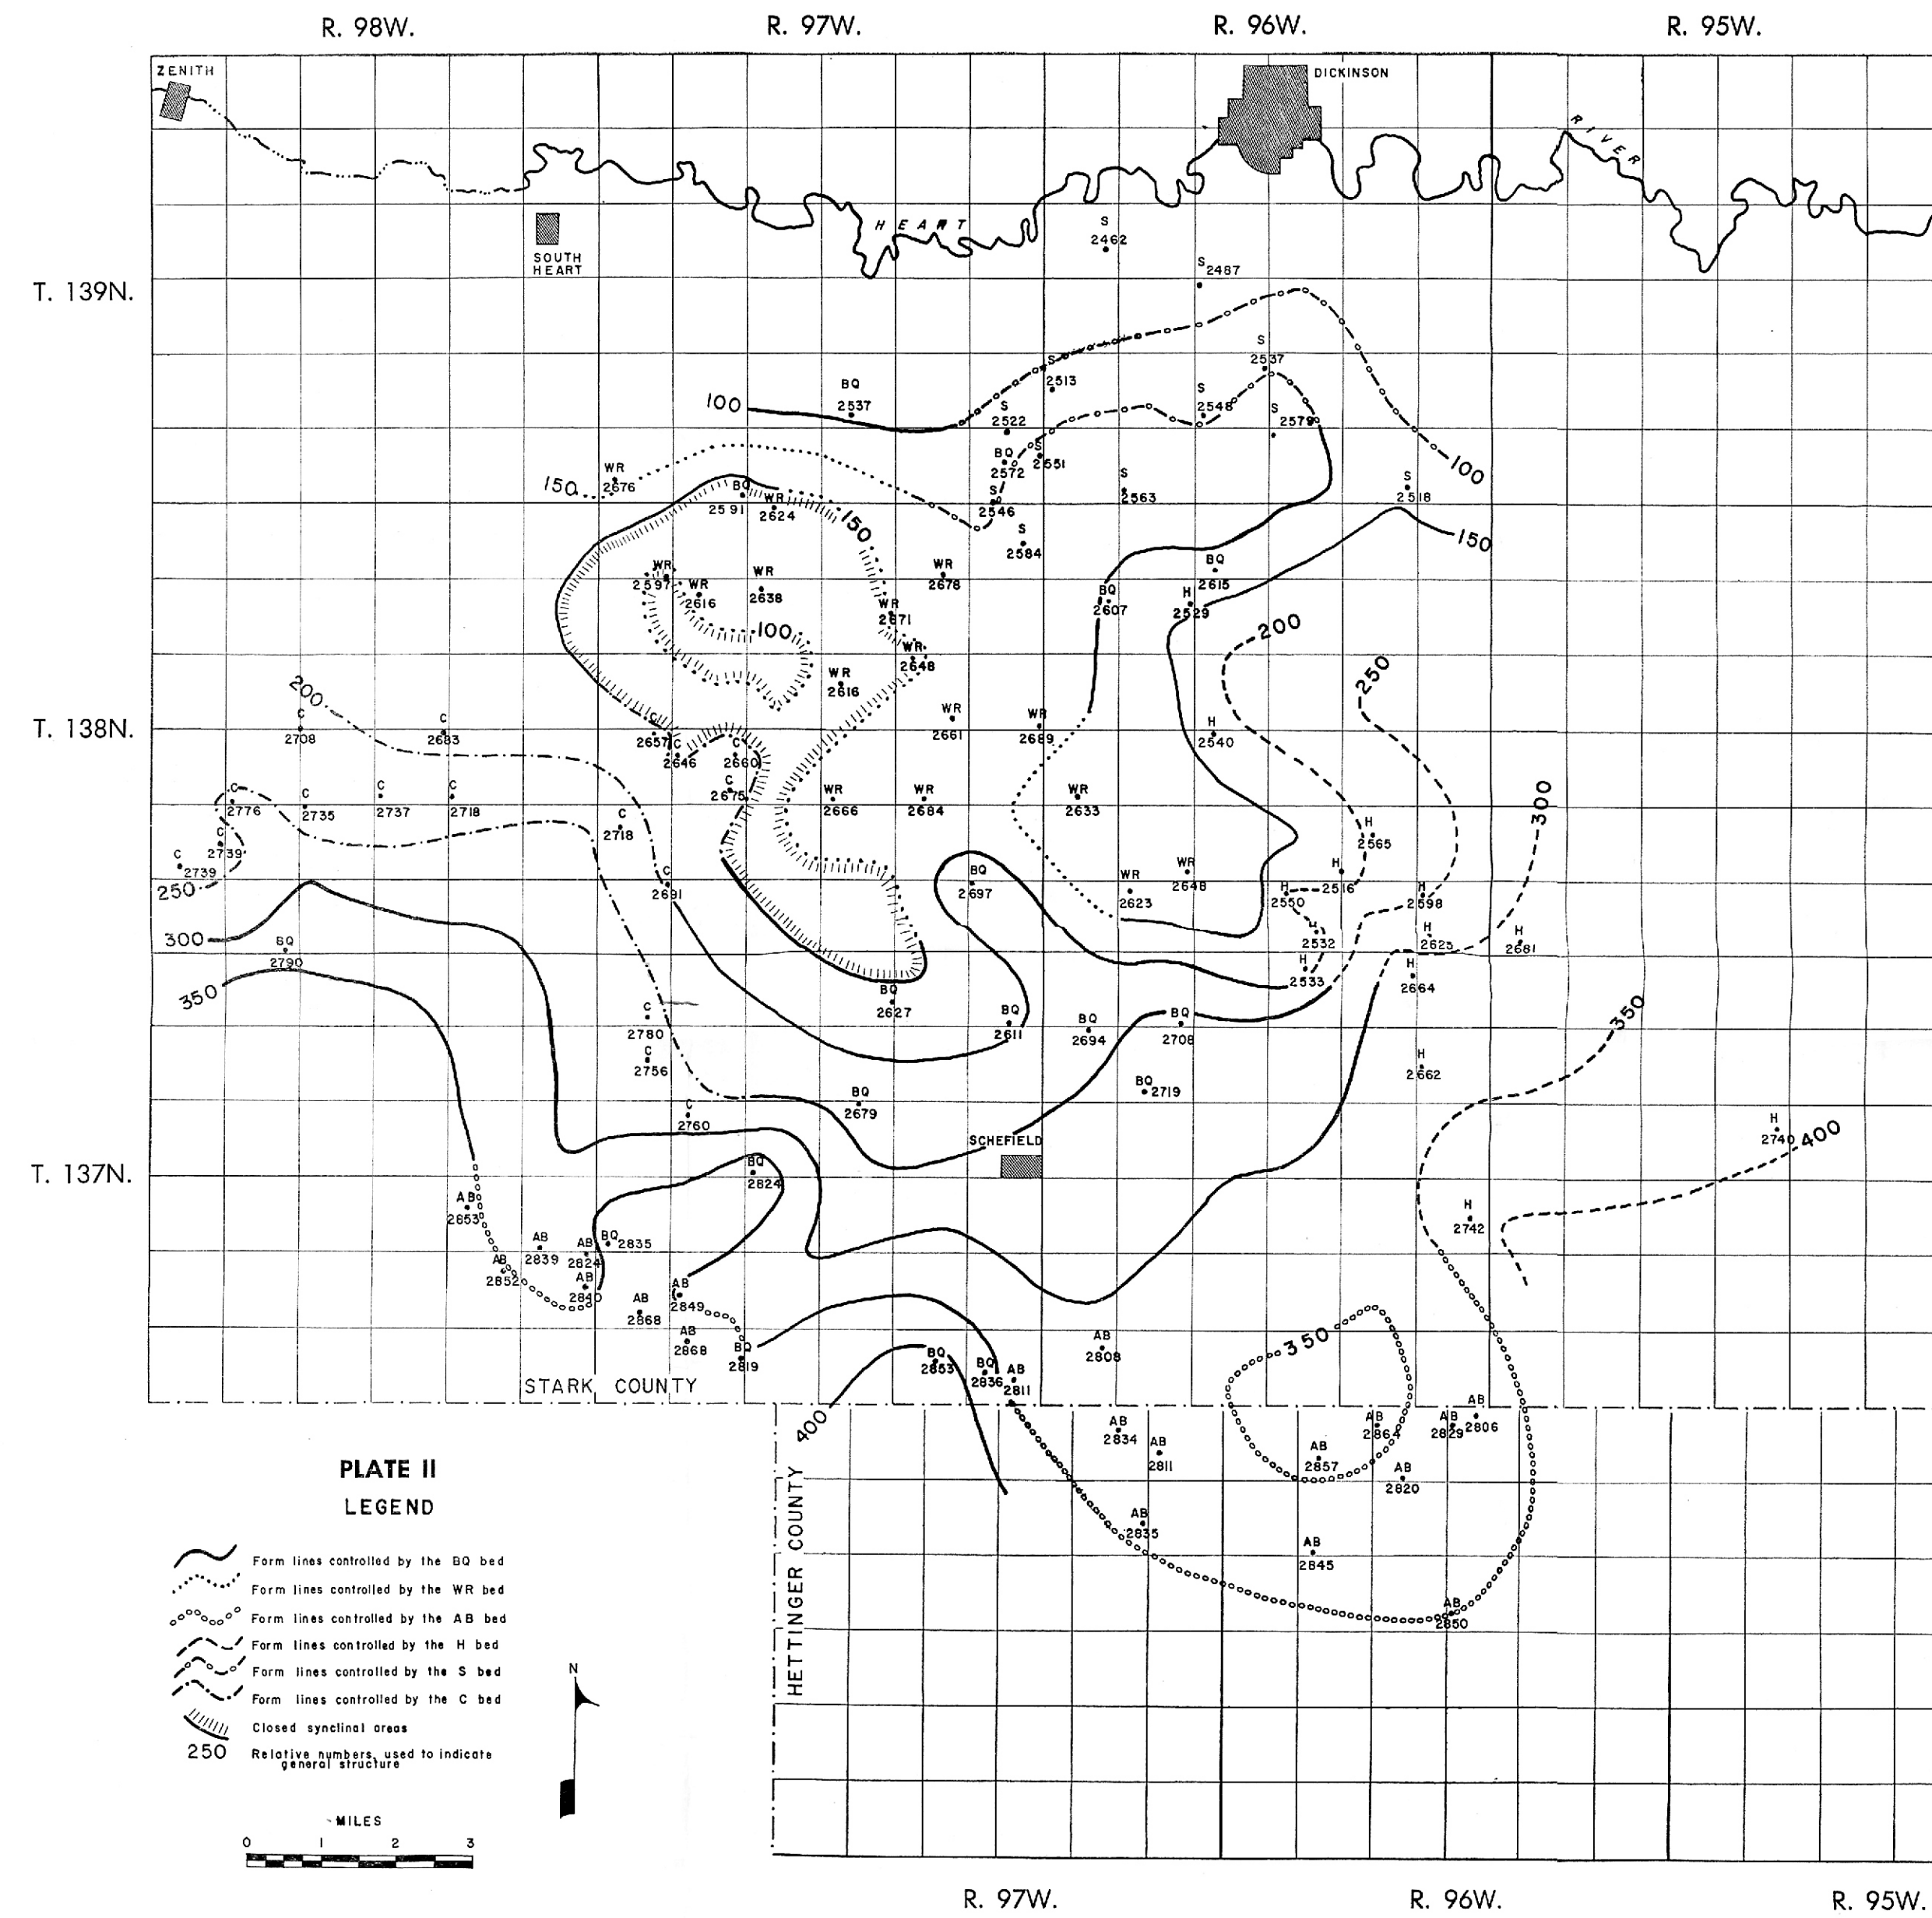 R. 98W. R. 97W. R. 96W. R. 95W.
ZENITH
DICKINSON
RIVER
HEART
SOUTH
HEART
T. 139N.
S
2462
S
2487
S
2537
S
2513
BQ
2537
100
S
2522
S
2548
S
2579
BQ
2572
S
2551
100
WR
2676
150
BQ
2591
WR
2624
S
2546
S
2563
S
2518
150
S
2584
150
WR
2597
WR
2616
WR
2638
WR
2678
BQ
2615
BQ
2607
H
2529
WR
2671
100
200
WR
2648
250
WR
2616
200
T. 138N.
C
2708
C
2683
C
2657
C
2646
C
2660
WR
2661
WR
2689
H
2540
C
2675
C
2776
C
2735
C
2737
C
2718
WR
2666
WR
2684
WR
2633
300
C
2718
H
2565
C
2739
C
2739
250
C
2691
BQ
2697
WR
2623
WR
2648
H
2550
H
2516
H
2598
300
BQ
2790
H
2532
H
2625
H
2681
350
H
2533
H
2664
BQ
2627
C
2780
BQ
2611
BQ
2694
BQ
2708
350
C
2756
H
2662
BQ
2719
BQ
2679
C
2760
SCHEFIELD
H
2740
400
T. 137N.
BQ
2824
AB
2853
H
2742
AB
2839
AB
2824
BQ
2835
AB
2852
AB
2840
AB
2849
AB
2868
AB
2868
BQ
2819
350
AB
2808
BQ
2853
BQ
2836
AB
2811
STARK COUNTY
400
AB
2834
AB
2811
AB
2864
AB
2829
AB
2806
AB
2857
AB
2820
PLATE II
LEGEND
HETTINGER COUNTY
AB
2835
AB
2845
AB
2850
Form lines controlled by the BQ bed
Form lines controlled by the WR bed
Form lines controlled by the AB bed
Form lines controlled by the H bed
Form lines controlled by the S bed
Form lines controlled by the C bed
Closed synclinal areas
250 Relative numbers, used to indicate
general structure
N
MILES
0 1 2 3
R. 97W. R. 96W. R. 95W.